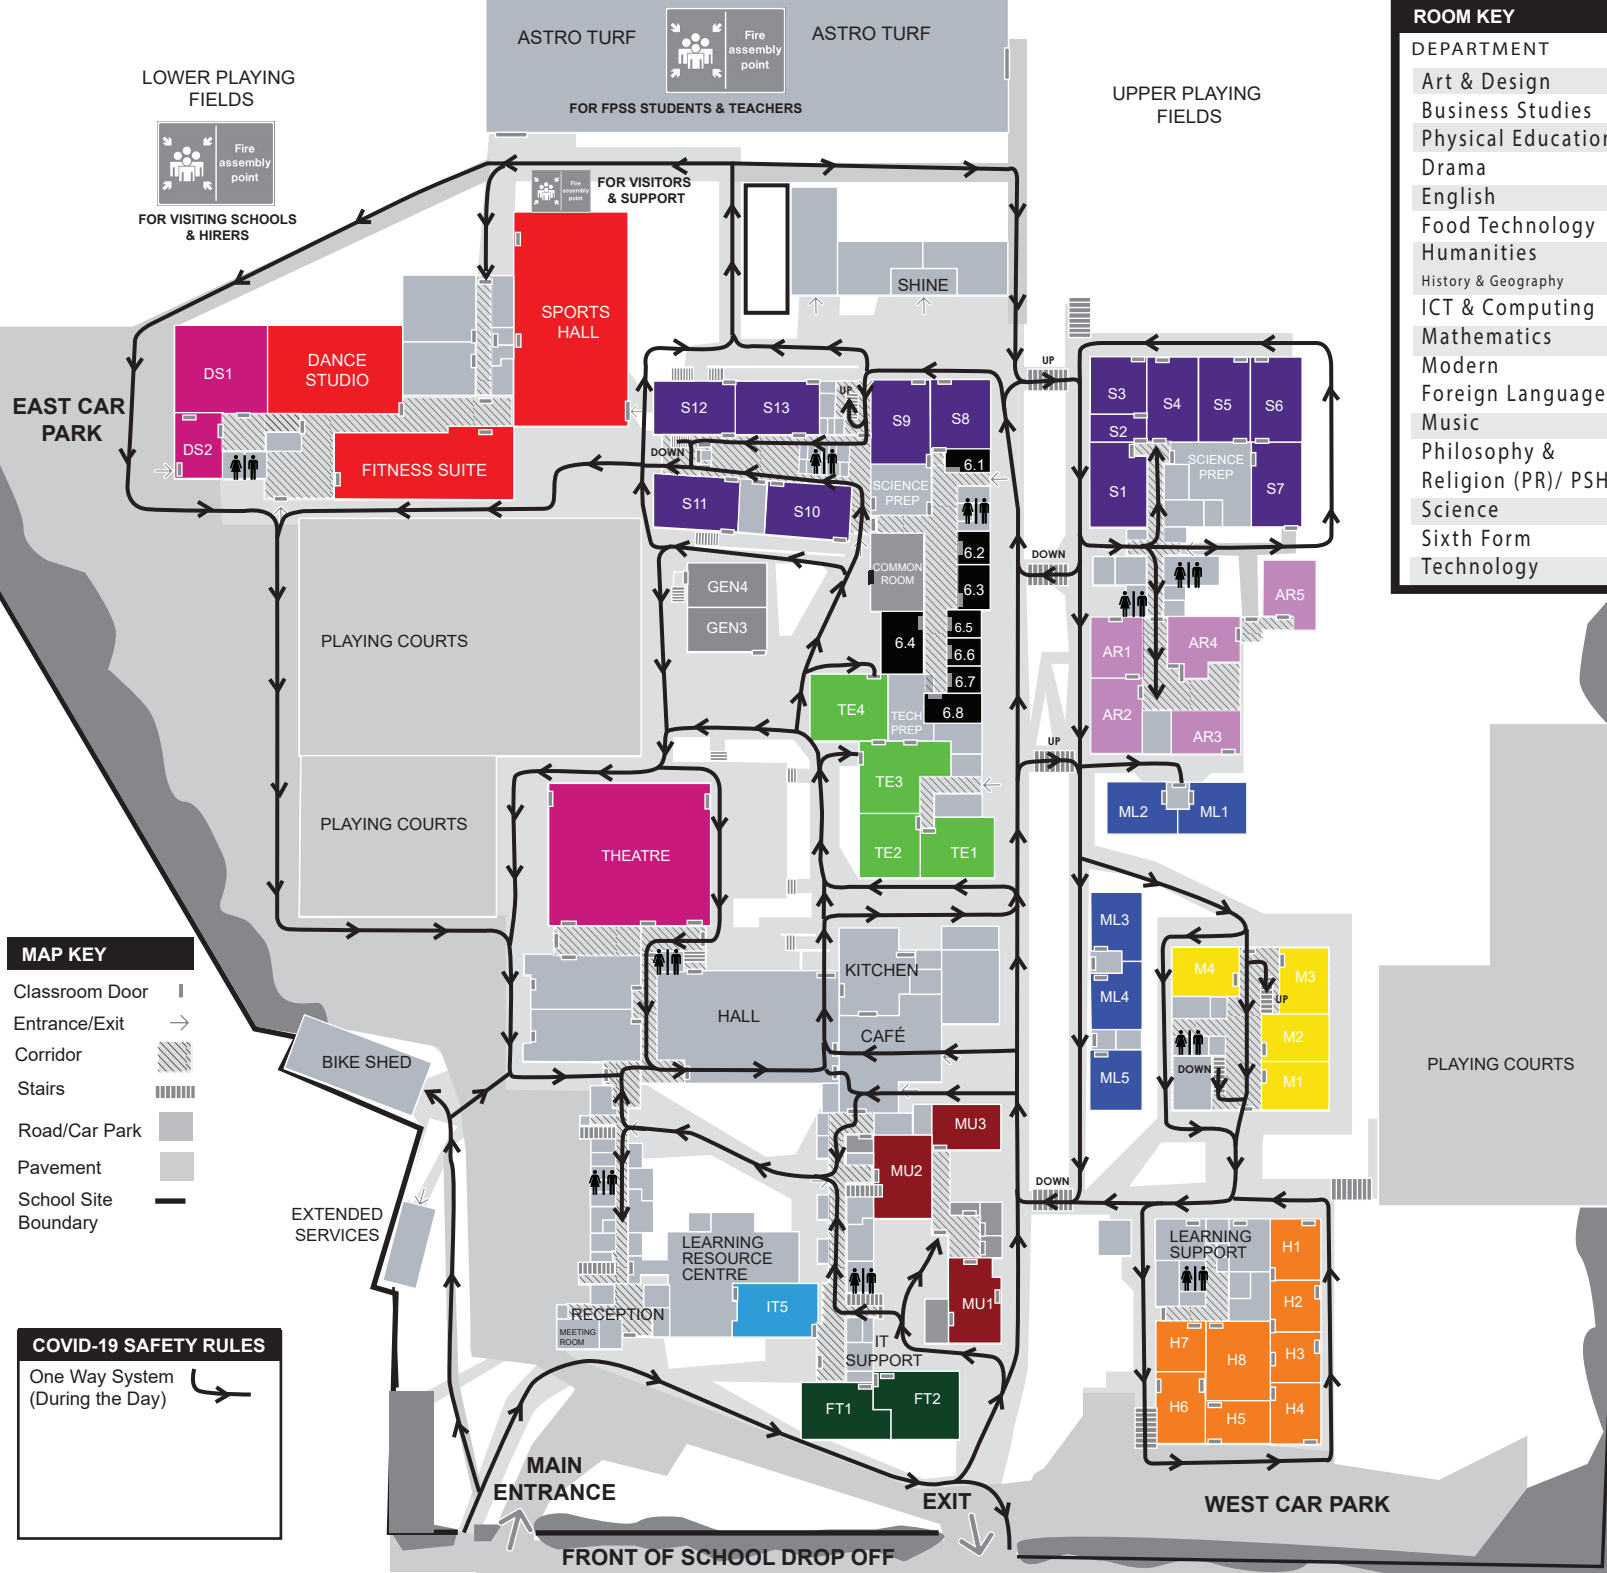 ASTRO TURF
Fire
assembly
point
ASTRO TURF
FOR FPSS STUDENTS & TEACHERS
LOWER PLAYING
FIELDS
Fire
assembly
point
FOR VISITING SCHOOLS
& HIRERS
UPPER PLAYING
FIELDS
Fire
assembly
point
FOR VISITORS
& SUPPORT
ROOM KEY
DEPARTMENT
Art & Design
Business Studies
Physical Education
Drama
English
Food Technology
Humanities
History & Geography
ICT & Computing
Mathematics
Modern
Foreign Language
Music
Philosophy &
Religion (PR)/ PSH
Science
Sixth Form
Technology
SHINE
SPORTS
HALL
DS1
DANCE
STUDIO
DS2
FITNESS SUITE
EAST CAR
PARK
S12
S13
UP
S9
S8
DOWN
S11
S10
SCIENCE
PREP
6.1
6.2
6.3
COMMON
ROOM
6.4
6.5
6.6
6.7
6.8
UP
S3
S2
S4
S5
S6
S1
SCIENCE
PREP
S7
DOWN
GEN4
GEN3
AR5
AR1
AR4
AR2
AR3
PLAYING COURTS
PLAYING COURTS
TE4
TECH
PREP
TE3
TE2
TE1
UP
ML2
ML1
THEATRE
ML3
ML4
ML5
M4
M3
UP
M2
DOWN
M1
PLAYING COURTS
KITCHEN
HALL
CAFÉ
MAP KEY
Classroom Door
Entrance/Exit
Corridor
Stairs
Road/Car Park
Pavement
School Site
Boundary
BIKE SHED
EXTENDED
SERVICES
MU3
MU2
MU1
DOWN
LEARNING
RESOURCE
CENTRE
IT5
RECEPTION
MEETING
ROOM
IT
SUPPORT
FT1
FT2
LEARNING
SUPPORT
H1
H2
H7
H8
H3
H6
H5
H4
COVID-19 SAFETY RULES
One Way System
(During the Day)
MAIN
ENTRANCE
EXIT
WEST CAR PARK
FRONT OF SCHOOL DROP OFF